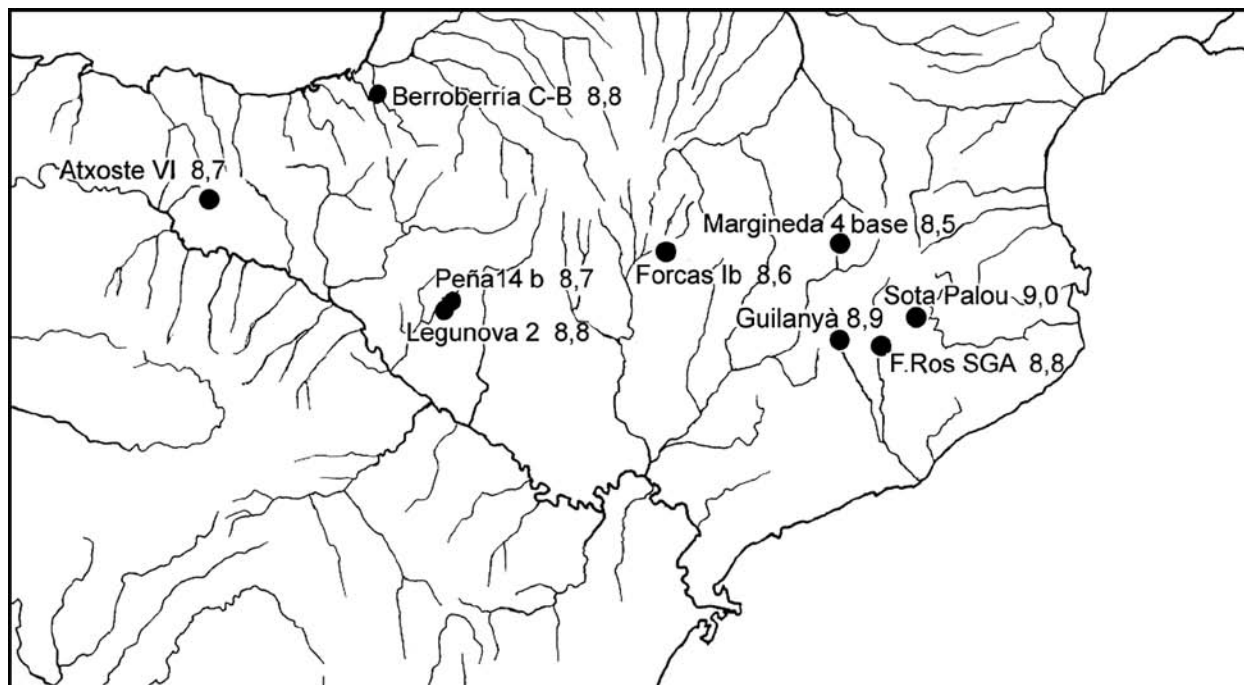 Berroberría C-B 8,8
Atxoste VI 8,7
Margineda 4 base 8,5
Forcas Ib 8,6
Peña14 b 8,7
Legunova 2 8,8
Sota Palou 9,0
Guilanyà 8,9
F.Ros SGA 8,8